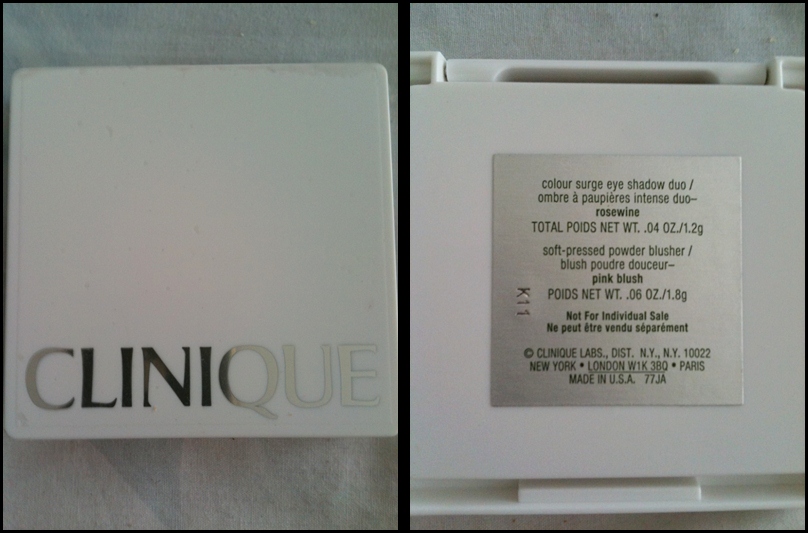 CLINIQUE
colour surge eye shadow duo /
ombre à paupières intense duo–
rosewine
TOTAL POIDS NET WT. .04 OZ./1.2g
soft-pressed powder blusher /
blush poudre douceur–
pink blush
POIDS NET WT. .06 OZ./1.8g
K11
Not For Individual Sale
Ne peut être vendu séparément
© CLINIQUE LABS., DIST. N.Y., N.Y. 10022
NEW YORK • LONDON W1K 3BQ • PARIS
MADE IN U.S.A. 77JA